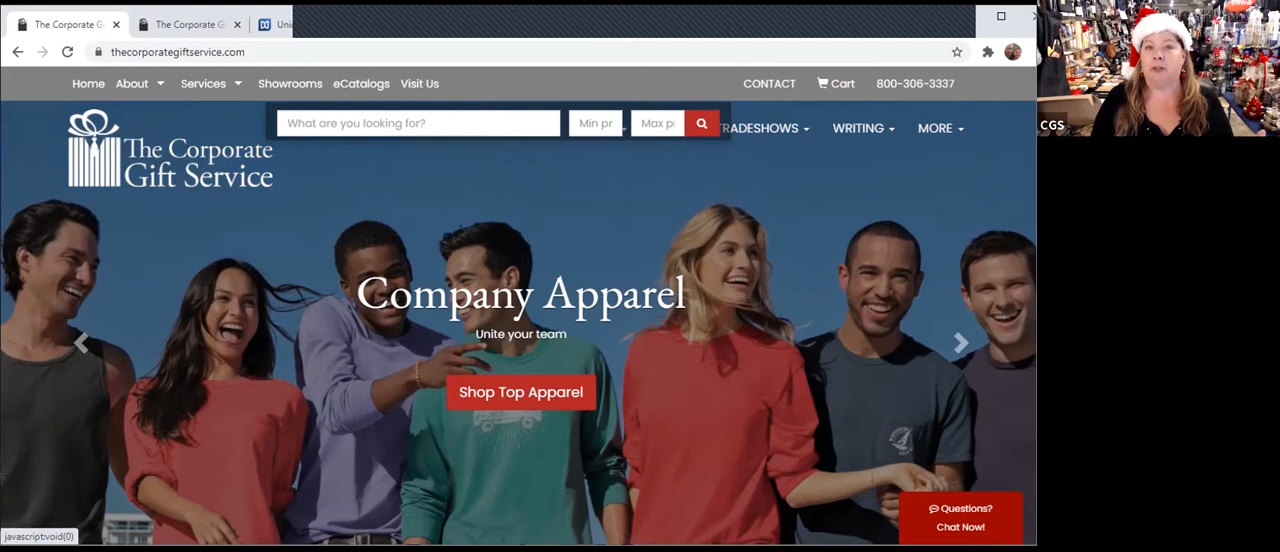 The Corporate G
The Corporate G
Uni
thecorporategiftservice.com
Home About Services Showrooms eCatalogs Visit Us CONTACT Cart 800-306-3337
What are you looking for? Min pr Max p
TRADESHOWS WRITING MORE
The Corporate
Gift Service
Company Apparel
Unite your team
Shop Top Apparel
Questions?
Chat Now!
javascript:void(0)
CGS